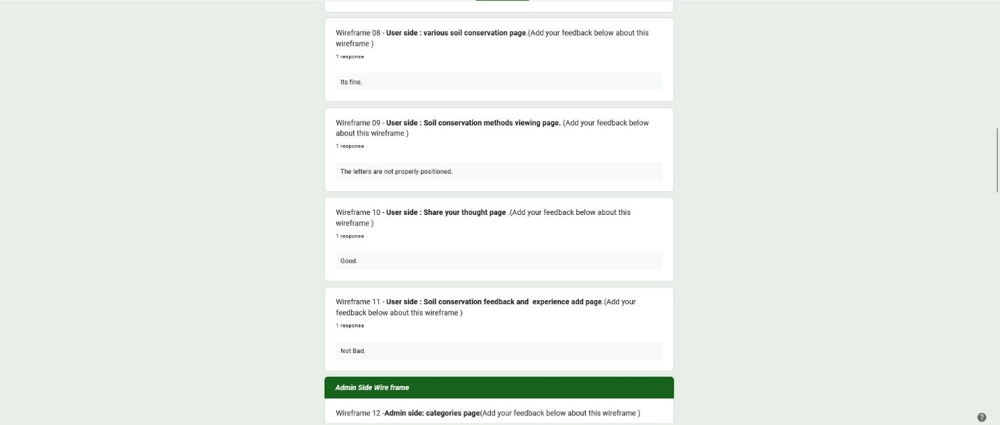 Wireframe 08 - User side : various soil conservation page.(Add your feedback below about this
wireframe )
1 response
Its fine.
Wireframe 09 - User side : Soil conservation methods viewing page. (Add your feedback below
about this wireframe )
1 response
The letters are not properly positioned.
Wireframe 10 - User side : Share your thought page .(Add your feedback below about this
wireframe )
1 response
Good.
Wireframe 11 - User side : Soil conservation feedback and  experience add page.(Add your
feedback below about this wireframe )
1 response
Not Bad.
Admin Side Wire frame
Wireframe 12 -Admin side: categories page(Add your feedback below about this wireframe )
?